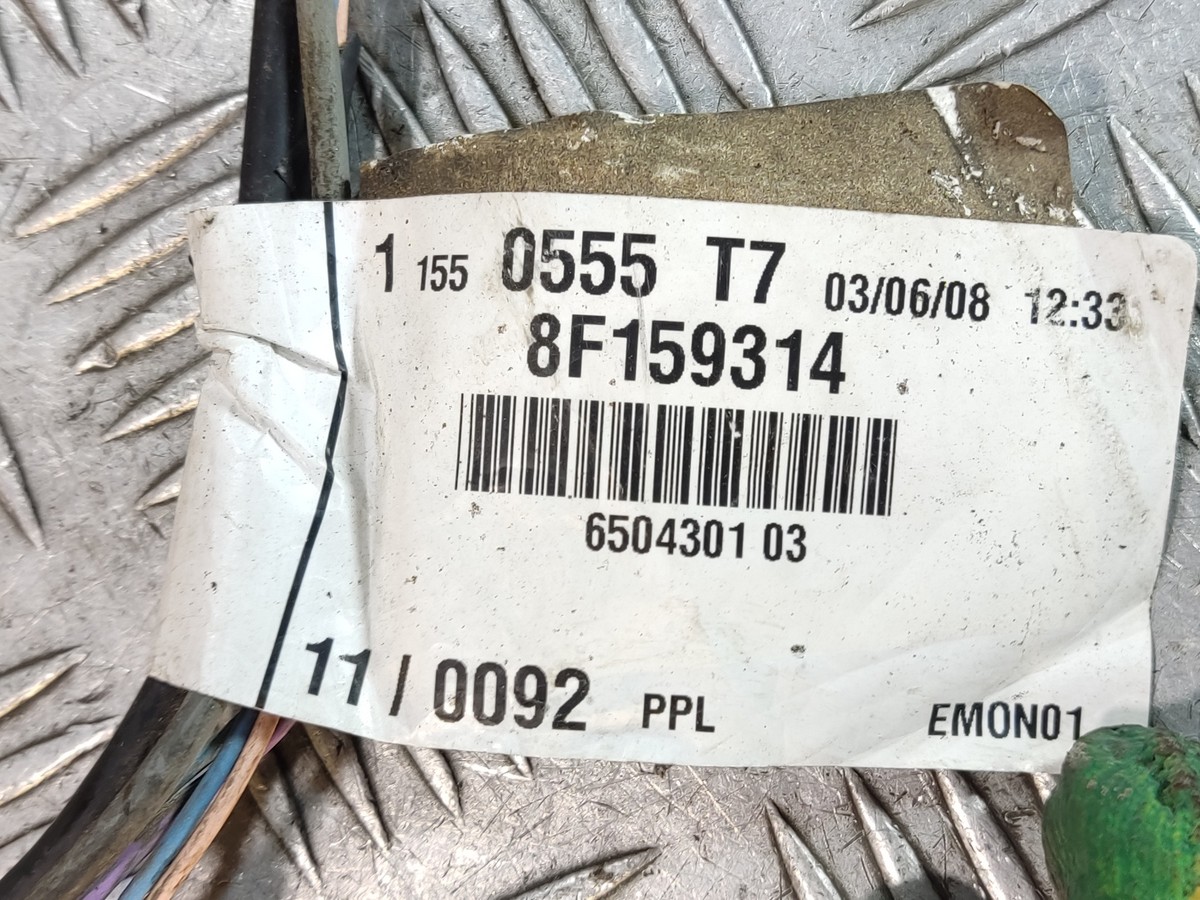 1 155 0555 T7 03/06/08 12:33
8F159314
6504301 03
11 / 0092 PPL EMON01